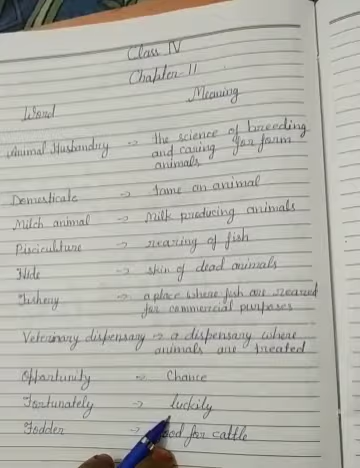 Class IV
Chapter-11
Word Meaning
Animal Husbandry → the science of breeding
and caring for farm
animals
Domesticate → Tame an animal
Milch animal → Milk producing animals
Pisciculture → rearing of fish
Hide → skin of dead animals
Fishery → a place where fish are reared
for commercial purposes
Veterinary dispensary → a dispensary where
animals are treated
Opportunity → Chance
Fortunately → luckily
Fodder → food for cattle